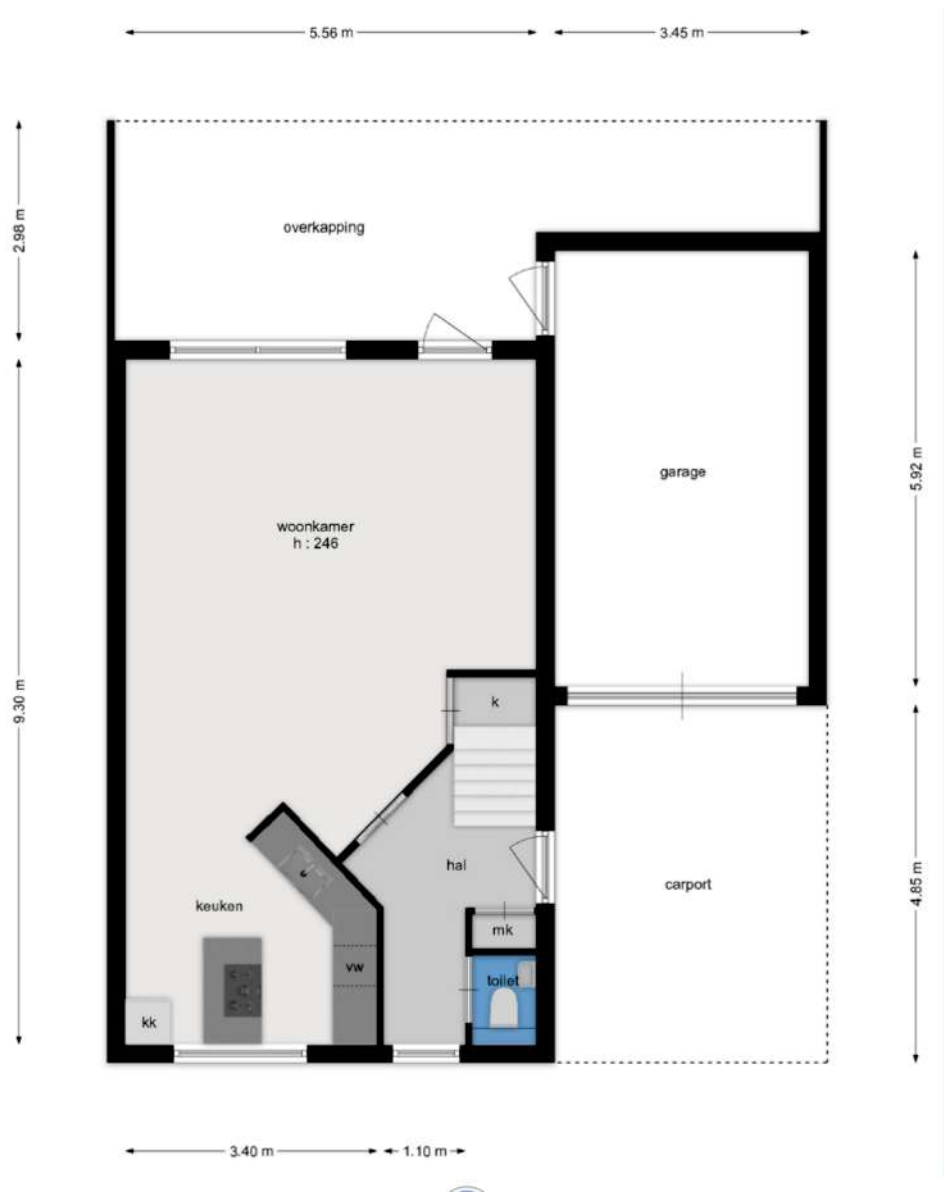 5.56 m
3.45 m
2.98 m
overkapping
5.92 m
garage
woonkamer
h : 246
9.30 m
k
hal
carport
4.85 m
keuken
mk
vw
toilet
kk
3.40 m
1.10 m